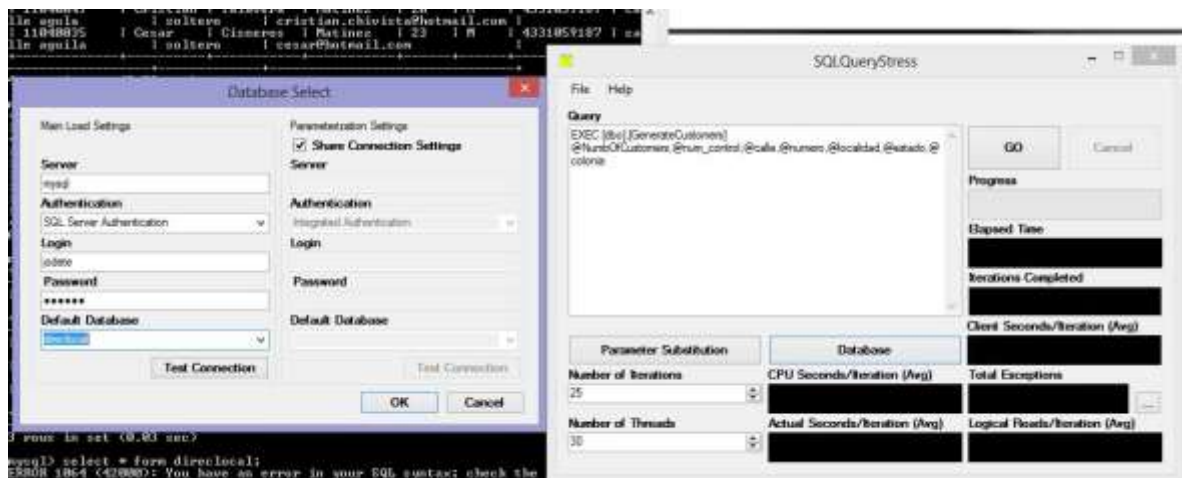 11040035 | Cesar | Cisneros | Matinez | 23 | M | 4331059187 | ca
lle aguila | soltero | cesar@hotmail.com |
Database Select
Main Load Settings
Server
mysql
Authentication
SQL Server Authentication
Login
Password
••••••
Default Database
Test Connection
Parameterization Settings
Share Connection Settings
Server
Authentication
Integrated Authentication
Login
Password
Default Database
Test Connection
OK
Cancel
3 rows in set (0.03 sec)
mysql> select * form direclocal;
ERROR 1064 (42000): You have an error in your SQL syntax; check the
SQLQueryStress
File Help
Query
EXEC [dbo].[GenerateCustomers]
@NumbOfCustomers,@num_control,@calle,@numero,@localidad,@estado,@
colonia
GO
Cancel
Progress
Elapsed Time
Iterations Completed
Client Seconds/Iteration (Avg)
Parameter Substitution
Database
Number of Iterations
25
CPU Seconds/Iteration (Avg)
Total Exceptions
...
Number of Threads
30
Actual Seconds/Iteration (Avg)
Logical Reads/Iteration (Avg)